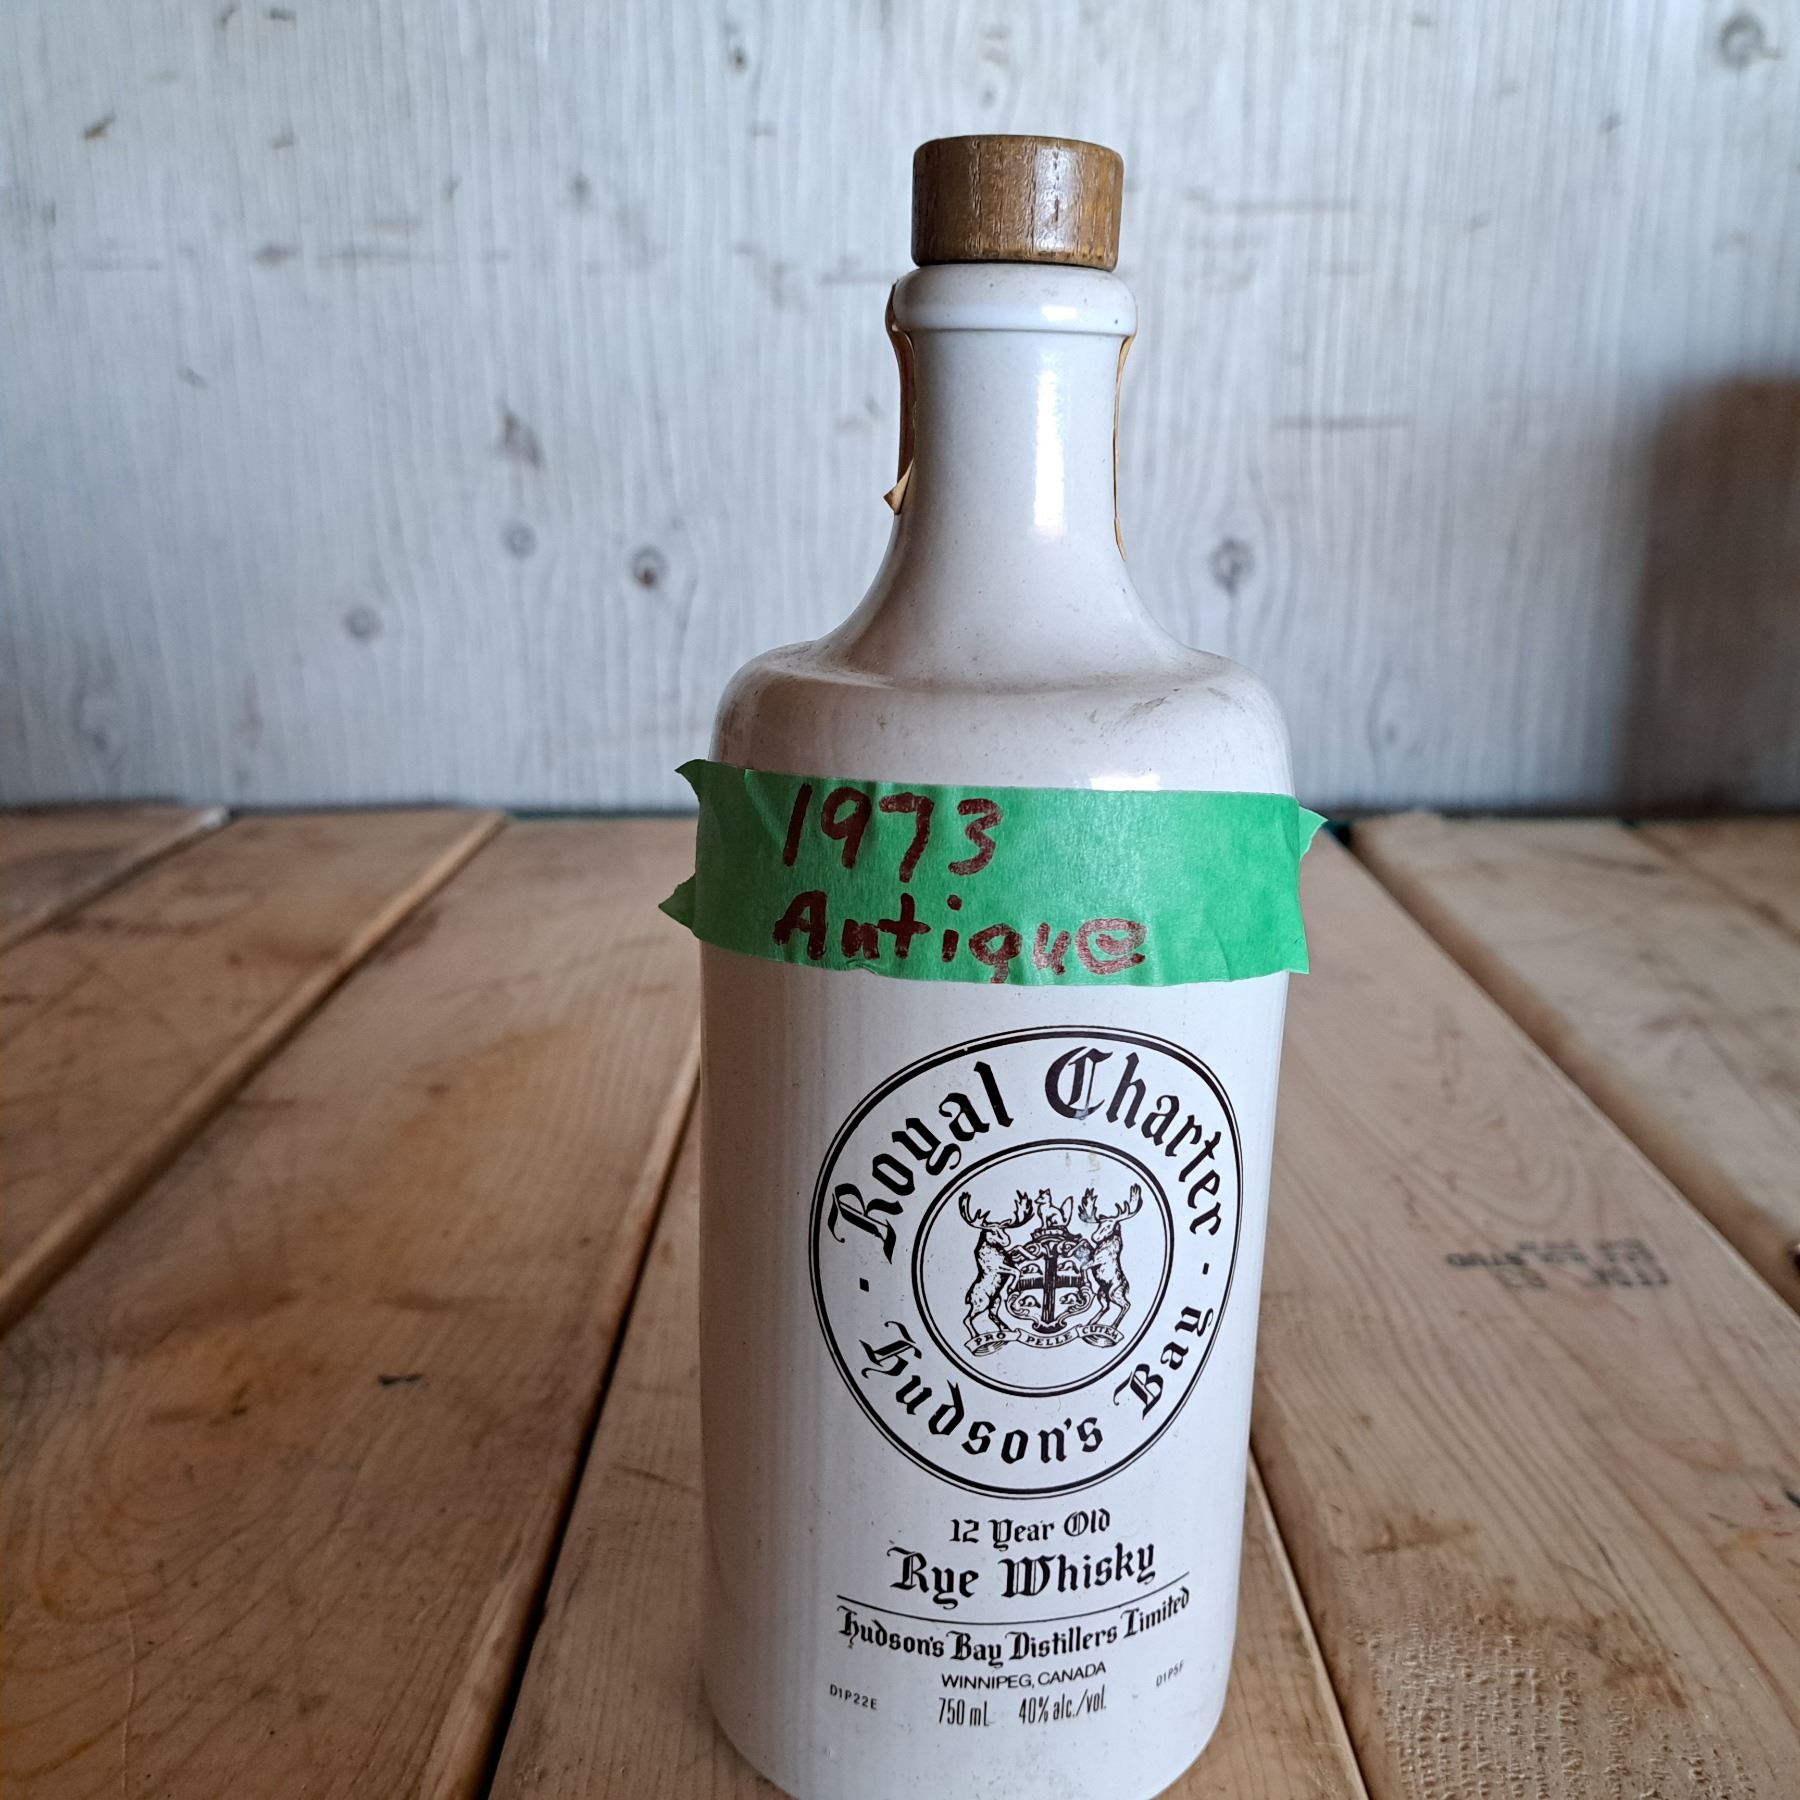 1973
Antique
Royal Charter
PRO PELLE CUTEM
Hudson's Bay
12 Year Old
Rye Whisky
Hudson's Bay Distillers Limited
WINNIPEG, CANADA
D1P22E
750 mL 40% alc./vol.